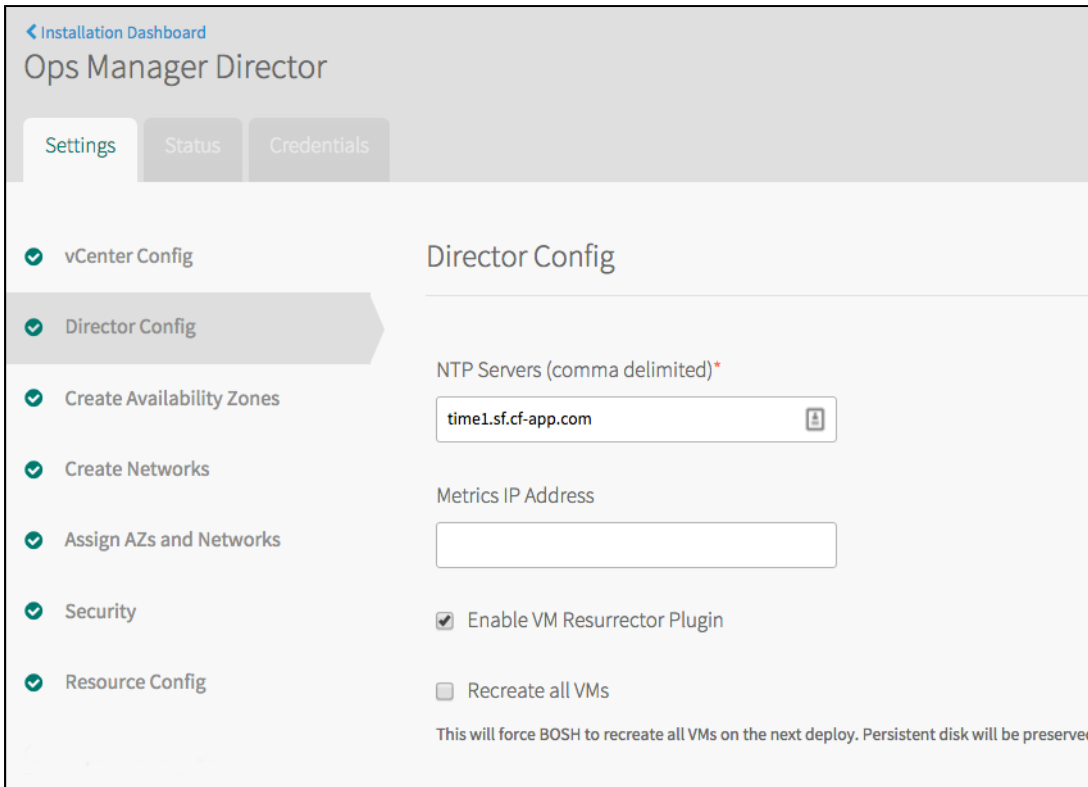 Installation Dashboard
Ops Manager Director
Settings
Status
Credentials
vCenter Config
Director Config
Create Availability Zones
Create Networks
Assign AZs and Networks
Security
Resource Config
Director Config
NTP Servers (comma delimited)*
time1.sf.cf-app.com
Metrics IP Address
Enable VM Resurrector Plugin
Recreate all VMs
This will force BOSH to recreate all VMs on the next deploy. Persistent disk will be preserved